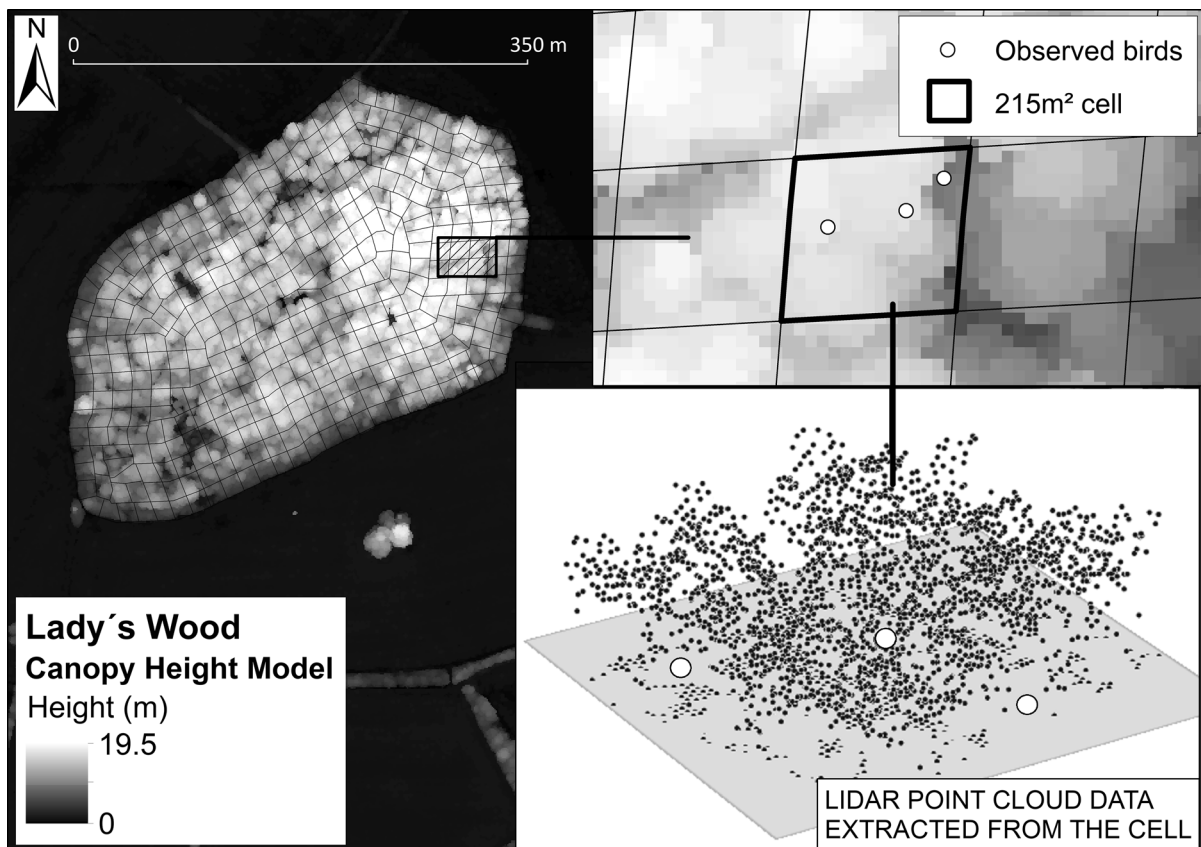 N
0
350 m
Observed birds
215m² cell
Lady´s Wood
Canopy Height Model
Height (m)
19.5
0
LIDAR POINT CLOUD DATA
EXTRACTED FROM THE CELL